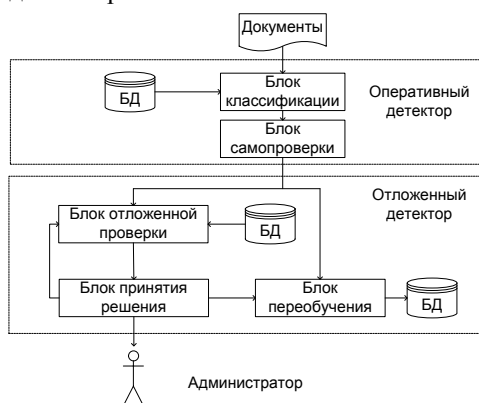 Документы
Блок
классификации
БД
Оперативный
детектор
Блок
самопроверки
Отложенный
детектор
Блок отложенной
проверки
БД
Блок принятия
решения
Блок
переобучения
БД
Администратор